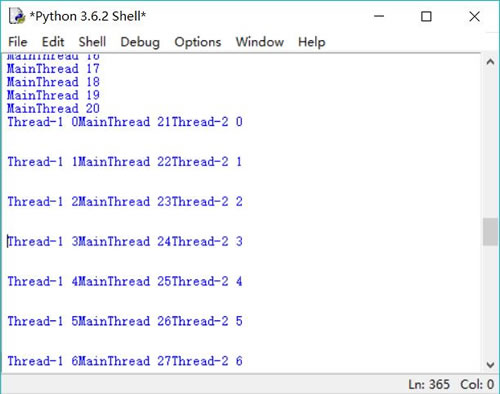 *Python 3.6.2 Shell*
File Edit Shell Debug Options Window Help
MainThread 16
MainThread 17
MainThread 18
MainThread 19
MainThread 20
Thread-1 0MainThread 21Thread-2 0
Thread-1 1MainThread 22Thread-2 1
Thread-1 2MainThread 23Thread-2 2
Thread-1 3MainThread 24Thread-2 3
Thread-1 4MainThread 25Thread-2 4
Thread-1 5MainThread 26Thread-2 5
Thread-1 6MainThread 27Thread-2 6
Ln: 365 Col: 0